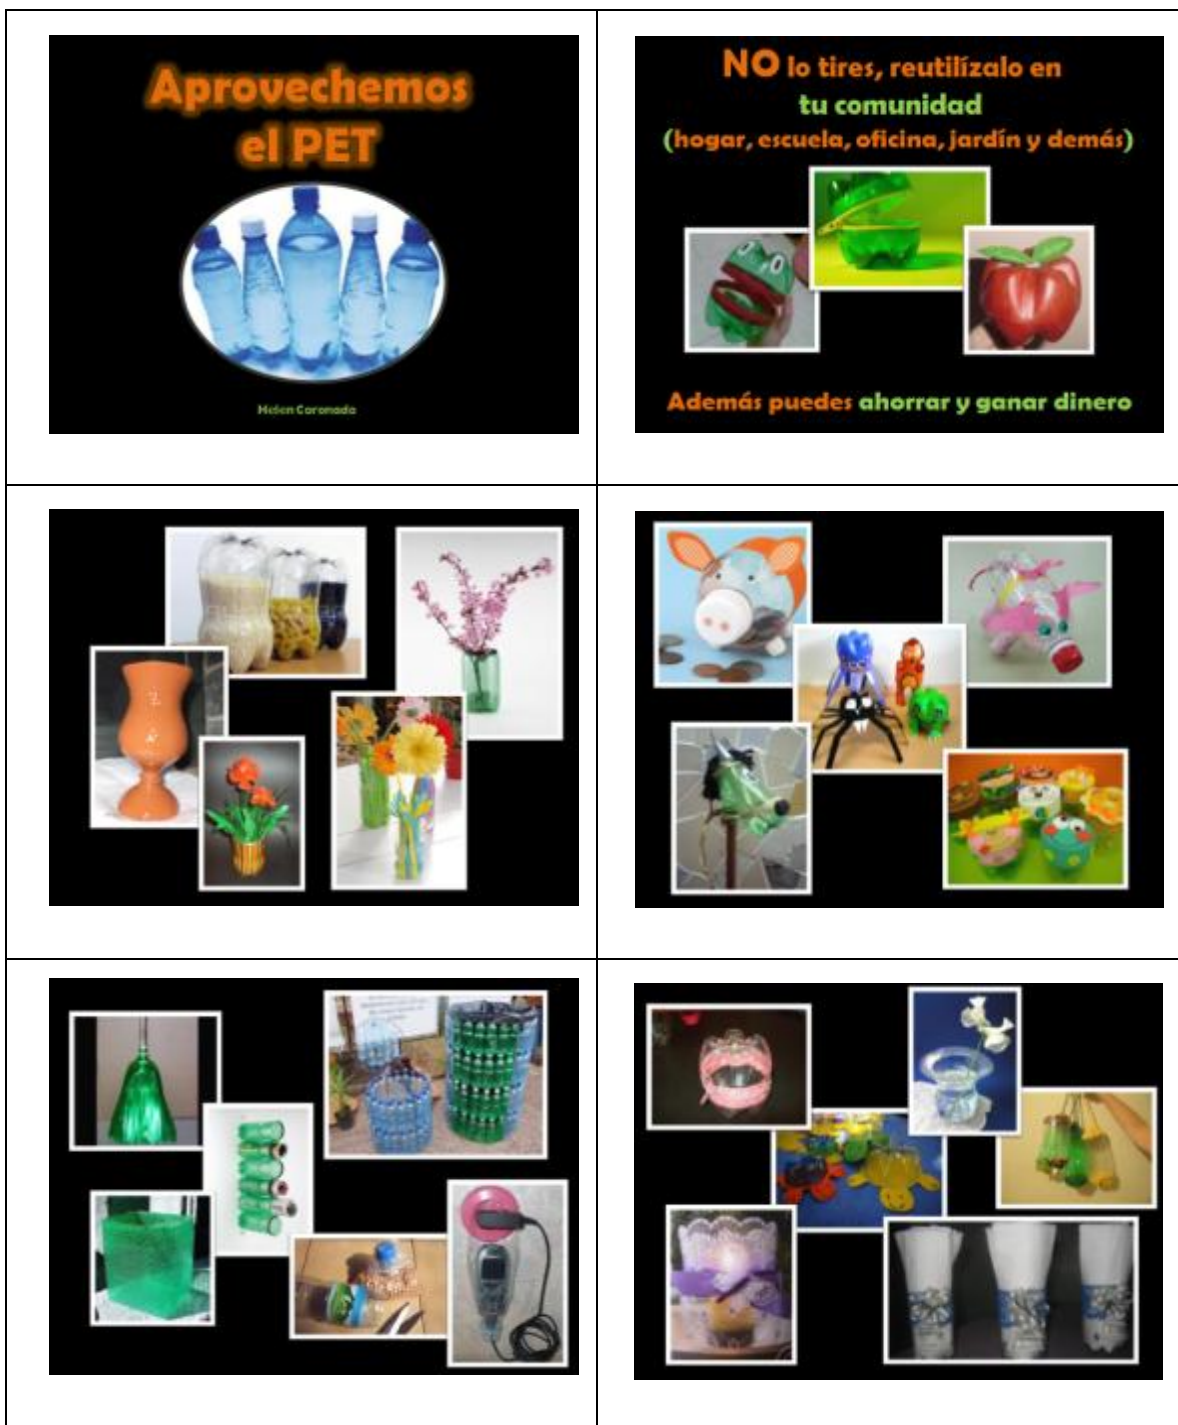 Aprovechemos
el PET
Helen Coronado
NO lo tires, reutilízalo en
tu comunidad
(hogar, escuela, oficina, jardín y demás)
Además puedes ahorrar y ganar dinero